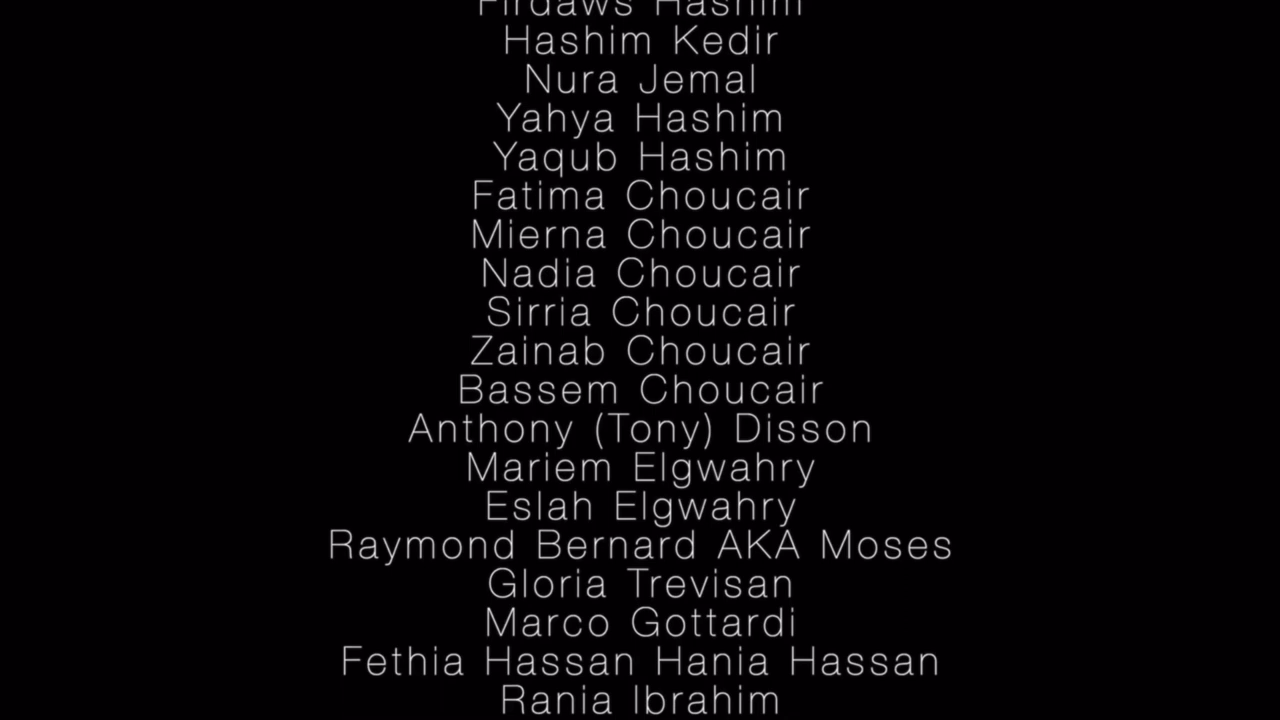 Firdaws Hashim
Hashim Kedir
Nura Jemal
Yahya Hashim
Yaqub Hashim
Fatima Choucair
Mierna Choucair
Nadia Choucair
Sirria Choucair
Zainab Choucair
Bassem Choucair
Anthony (Tony) Disson
Mariem Elgwahry
Eslah Elgwahry
Raymond Bernard AKA Moses
Gloria Trevisan
Marco Gottardi
Fethia Hassan Hania Hassan
Rania Ibrahim